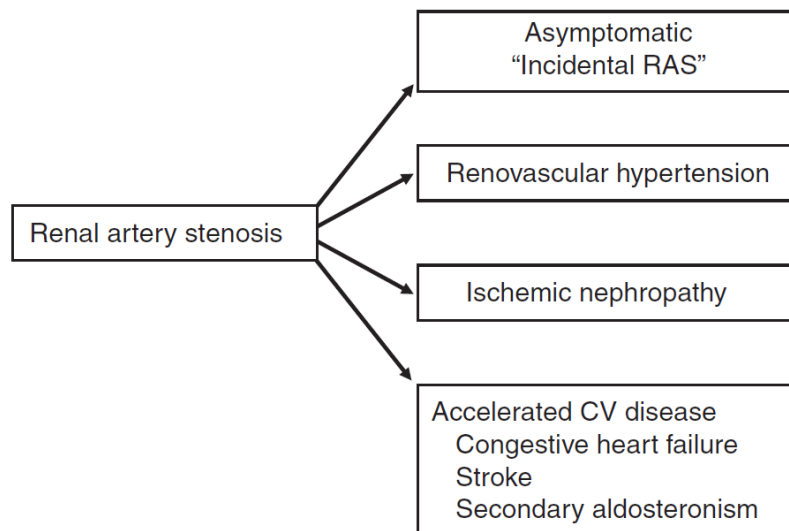 Asymptomatic
“Incidental RAS”
Renovascular hypertension
Renal artery stenosis
Ischemic nephropathy
Accelerated CV disease
Congestive heart failure
Stroke
Secondary aldosteronism